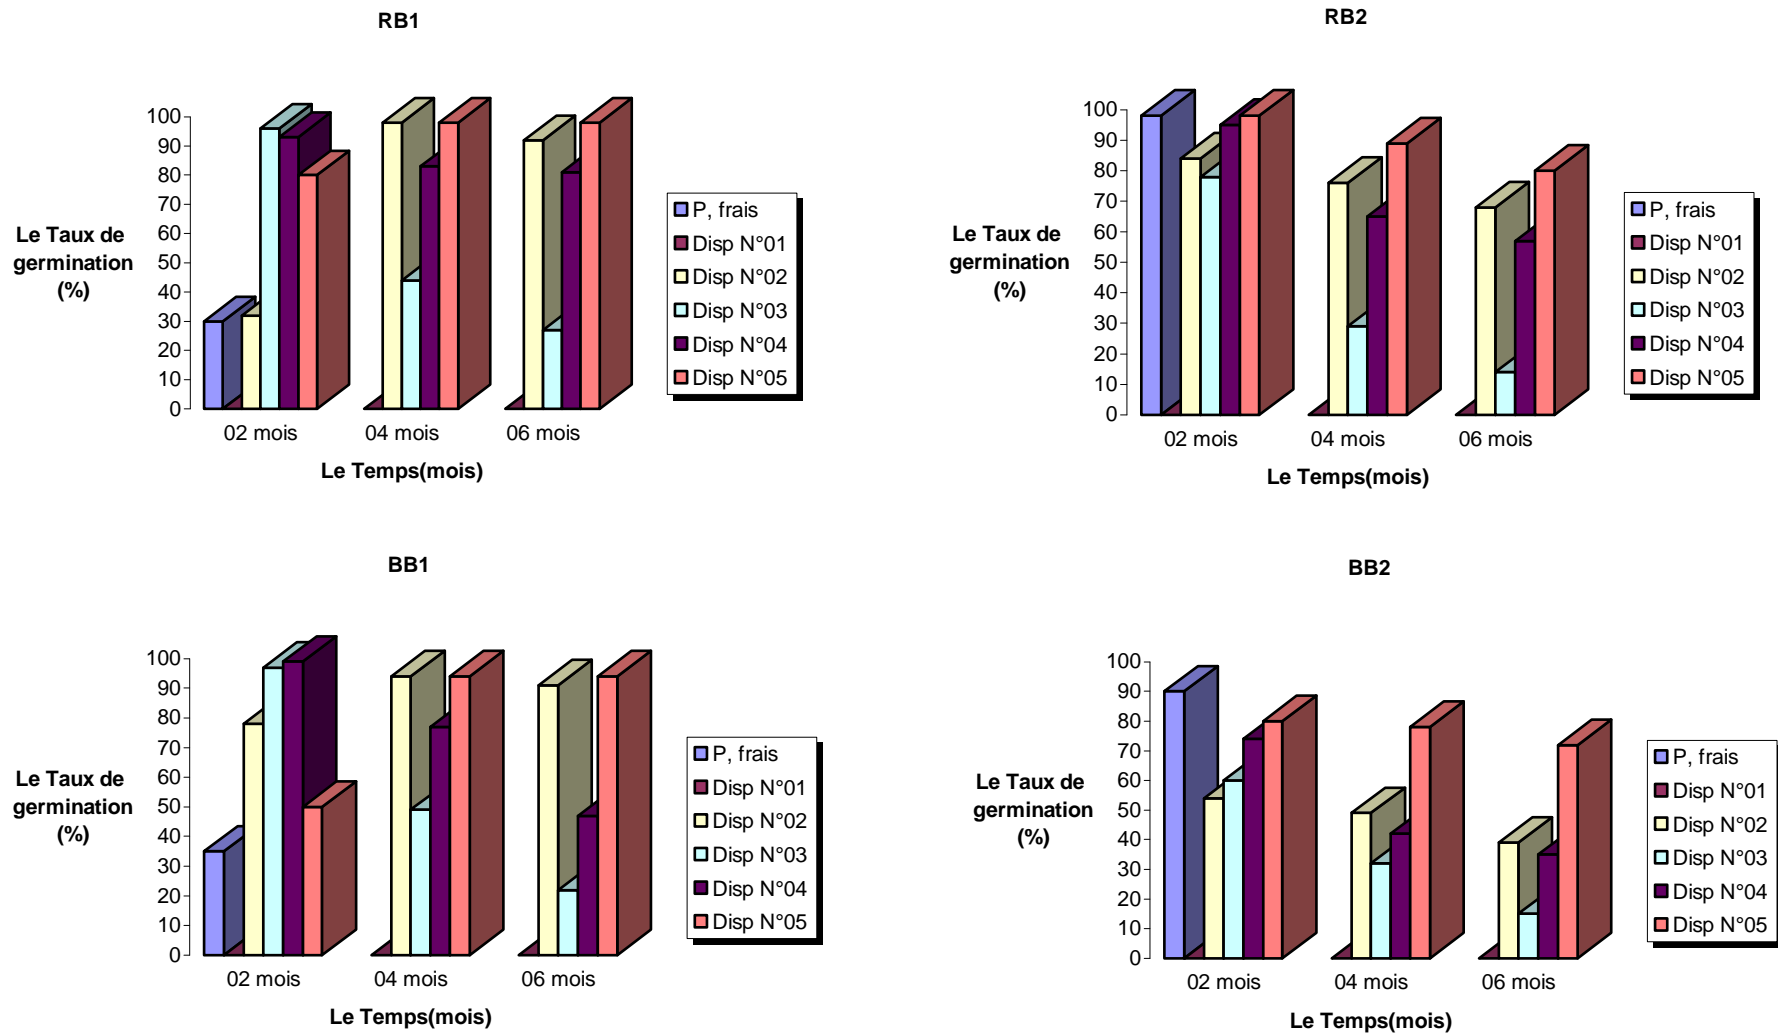 RB1
Le Taux de
germination
(%)
100
90
80
70
60
50
40
30
20
10
0
02 mois
04 mois
06 mois
Le Temps(mois)
P, frais
Disp N°01
Disp N°02
Disp N°03
Disp N°04
Disp N°05
RB2
Le Taux de
germination
(%)
100
90
80
70
60
50
40
30
20
10
0
02 mois
04 mois
06 mois
Le Temps(mois)
P, frais
Disp N°01
Disp N°02
Disp N°03
Disp N°04
Disp N°05
BB1
Le Taux de
germination
(%)
100
90
80
70
60
50
40
30
20
10
0
02 mois
04 mois
06 mois
Le Temps(mois)
P, frais
Disp N°01
Disp N°02
Disp N°03
Disp N°04
Disp N°05
BB2
Le Taux de
germination
(%)
100
90
80
70
60
50
40
30
20
10
0
02 mois
04 mois
06 mois
Le Temps(mois)
P, frais
Disp N°01
Disp N°02
Disp N°03
Disp N°04
Disp N°05